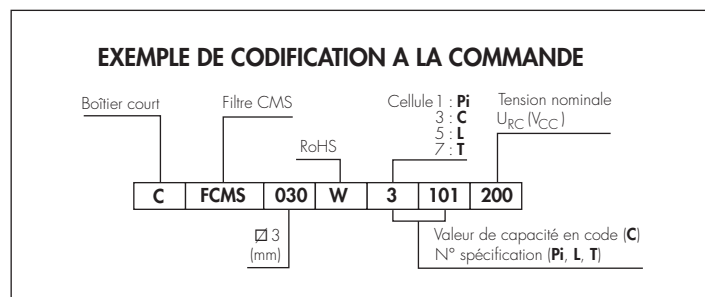 EXEMPLE DE CODIFICATION A LA COMMANDE
Boîtier court
Filtre CMS
RoHS
Cellule 1 : Pi
3 : C
5 : L
7 : T
Tension nominale
URC (VCC)
C FCMS 030 W 3 101 200
3
(mm)
Valeur de capacité en code (C)
N° spécification (Pi, L, T)